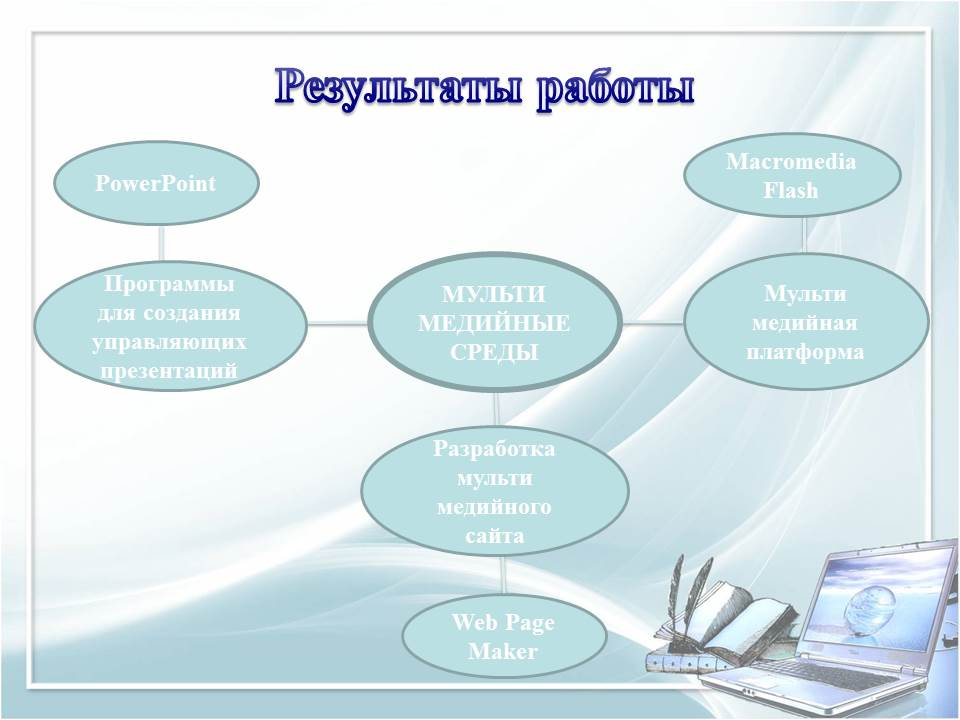 Результаты работы
PowerPoint
Macromedia
Flash
Программы
для создания
управляющих
презентаций
МУЛЬТИ
МЕДИЙНЫЕ
СРЕДЫ
Мульти
медийная
платформа
Разработка
мульти
медийного
сайта
Web Page
Maker